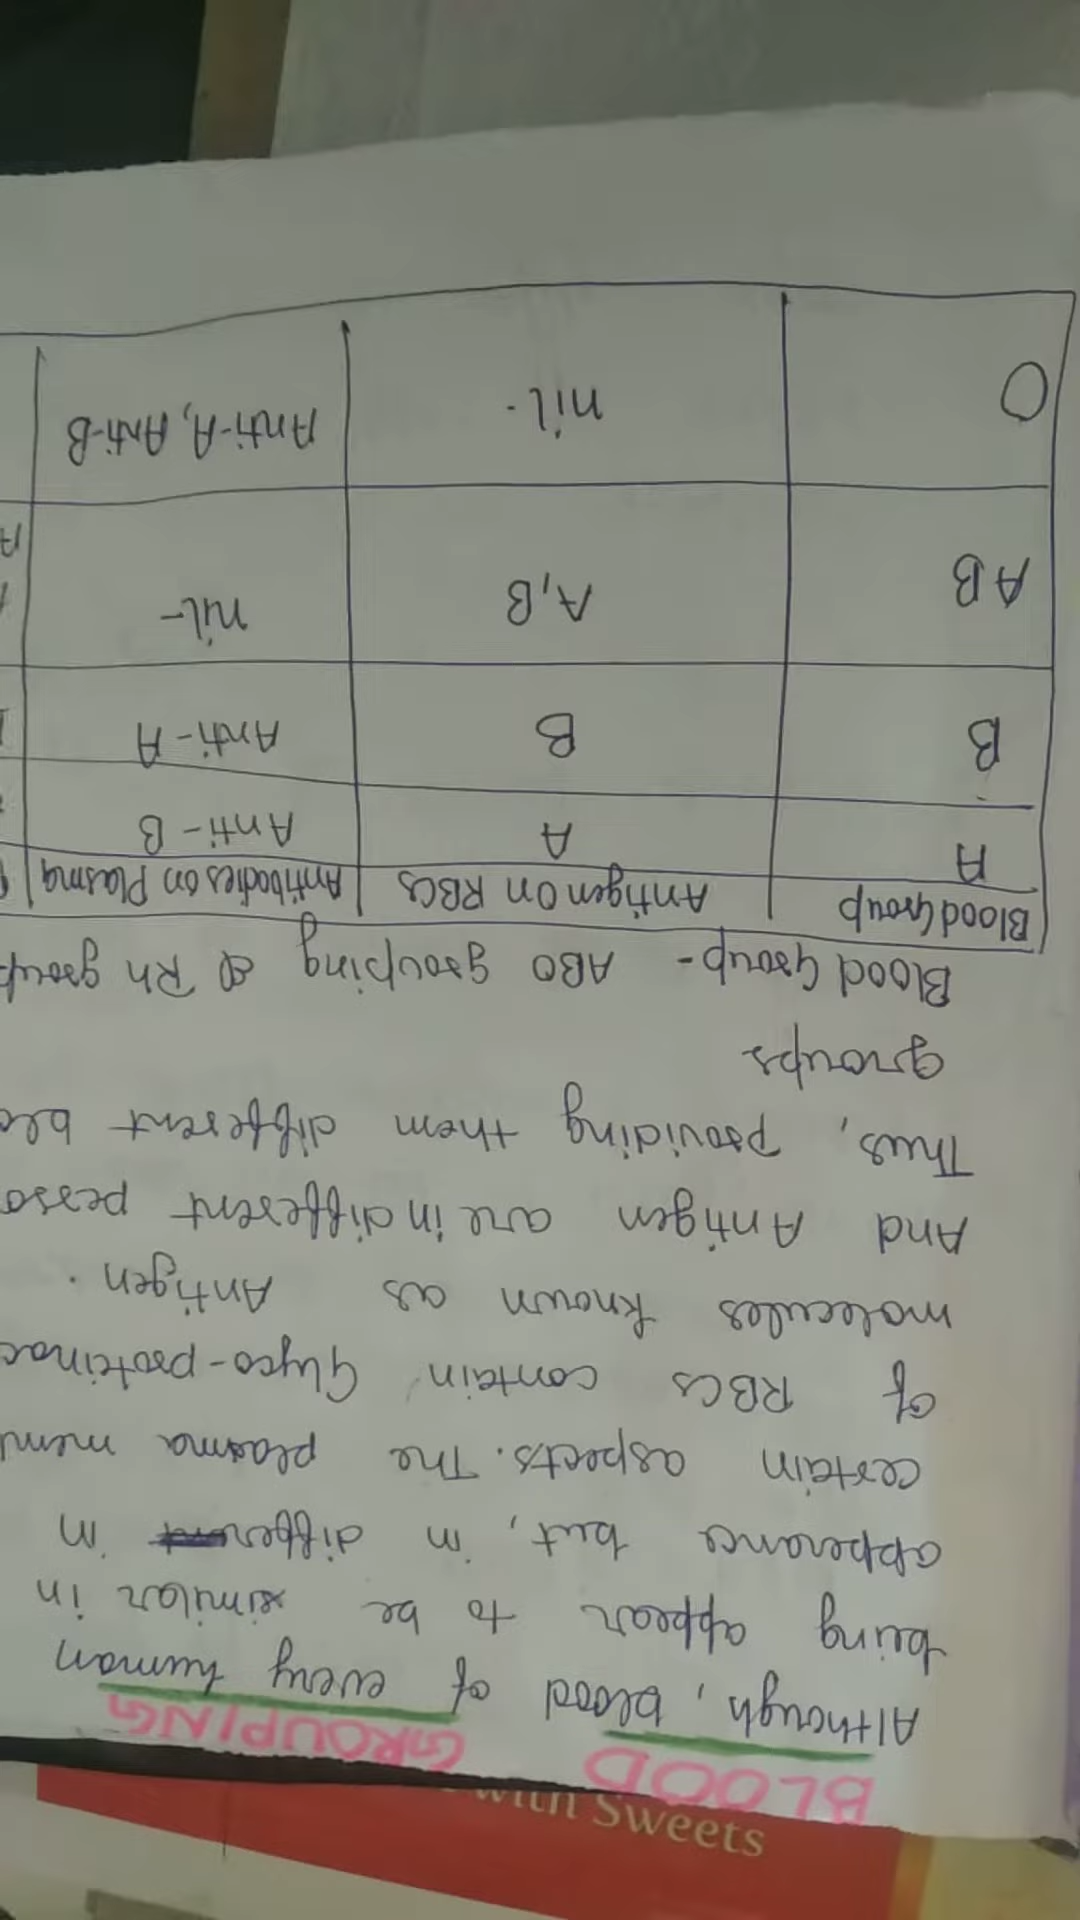 with Sweets
BLOOD GROUPING
Although, blood of every human
being appear to be similar in
apperance but, in differ in
certain aspects. The plasma mem
of RBCs contain Glyco-proteinac
molecules known as Antigen.
And Antigen are in different perso
Thus, providing them different blo
groups
Blood Group- ABO grouping & Rh group
Blood Group | Antigen on RBCs | Antibodies on Plasma
A | A | Anti-B
B | B | Anti-A
AB | A,B | nil-
O | nil- | Anti-A, Anti-B